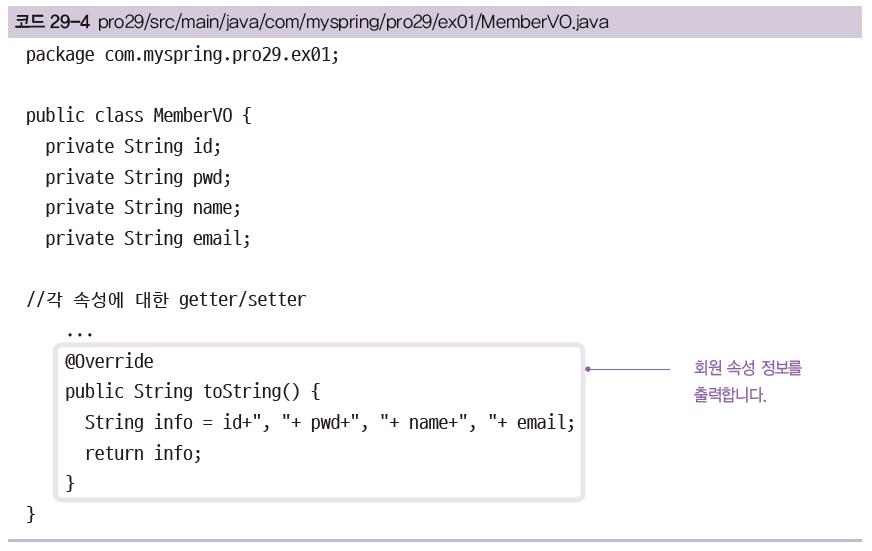 코드 29-4 pro29/src/main/java/com/myspring/pro29/ex01/MemberVO.java
package com.myspring.pro29.ex01;
public class MemberVO {
private String id;
private String pwd;
private String name;
private String email;
//각 속성에 대한 getter/setter
...
@Override
public String toString() {
String info = id+", "+ pwd+", "+ name+", "+ email;
return info;
}
}
회원 속성 정보를
출력합니다.